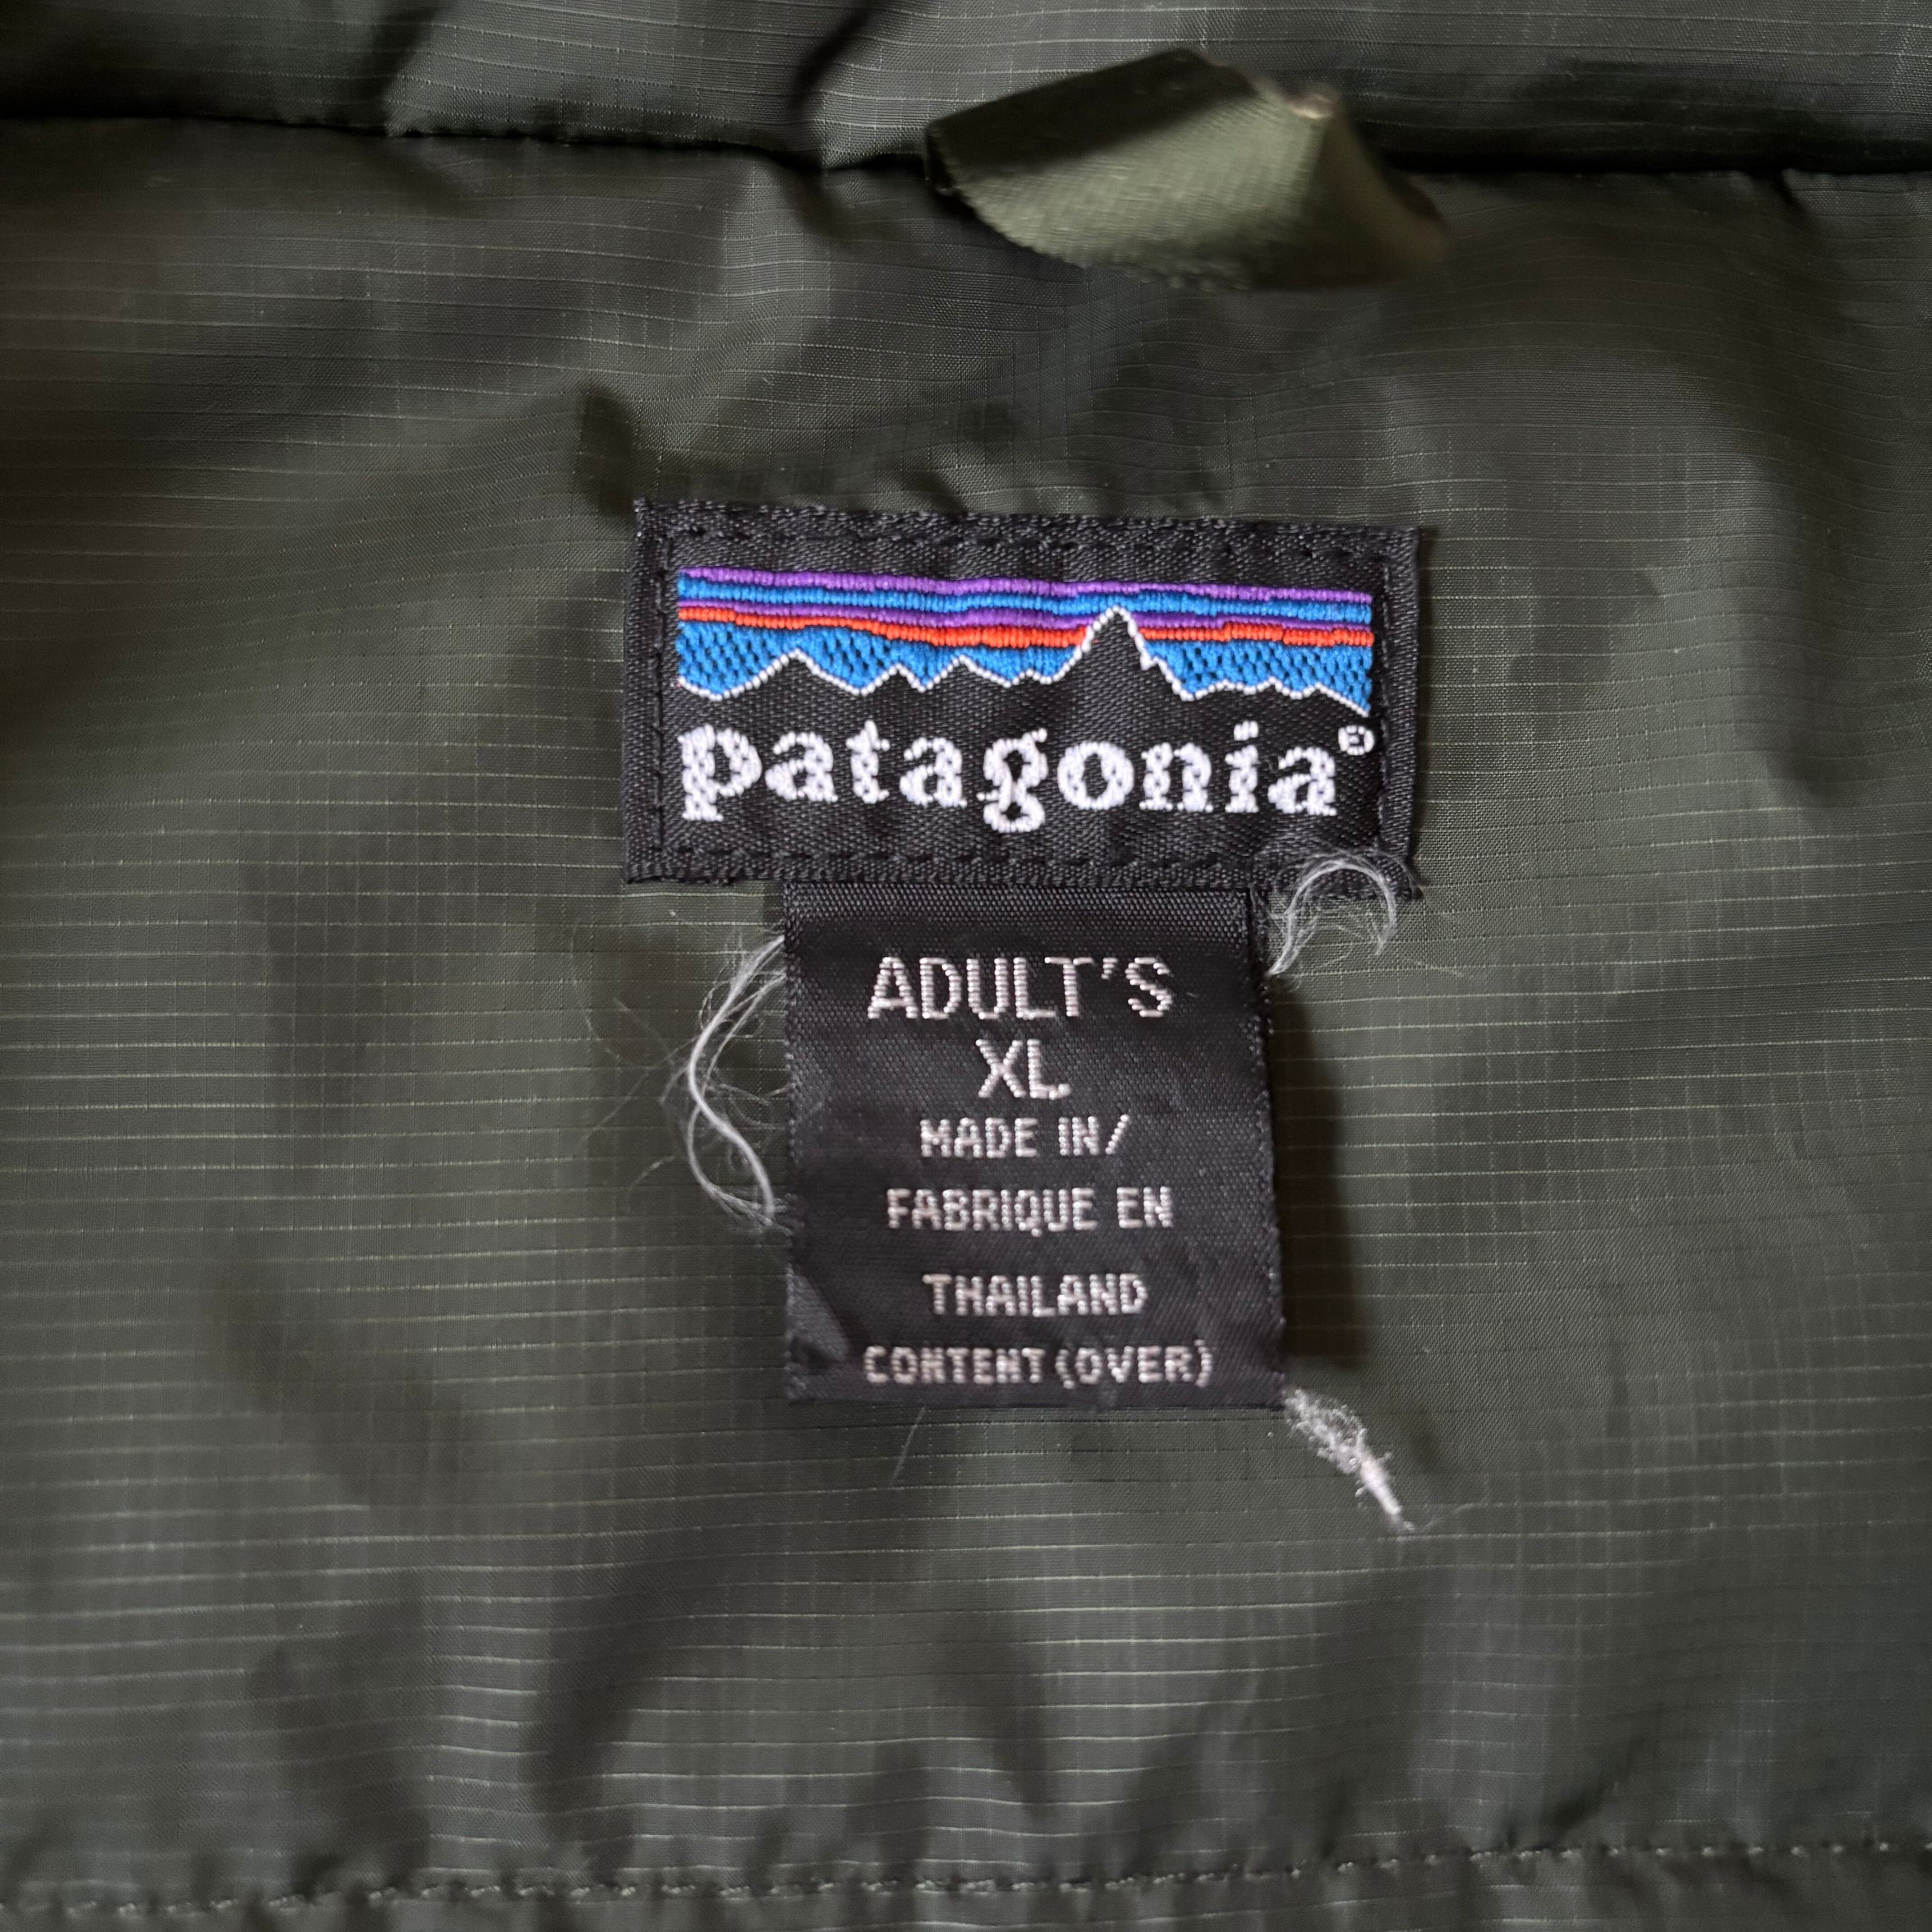 patagonia®
ADULT'S
XL
MADE IN/
FABRIQUE EN
THAILAND
CONTENT (OVER)